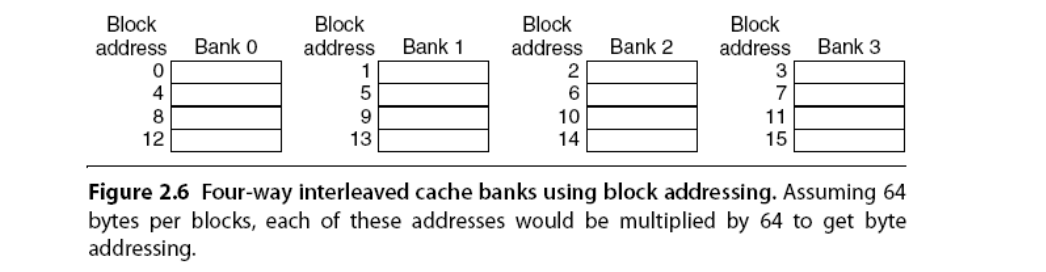 Block Block Block Block
address Bank 0 address Bank 1 address Bank 2 address Bank 3
0 1 2 3
4 5 6 7
8 9 10 11
12 13 14 15
Figure 2.6 Four-way interleaved cache banks using block addressing. Assuming 64
bytes per blocks, each of these addresses would be multiplied by 64 to get byte
addressing.